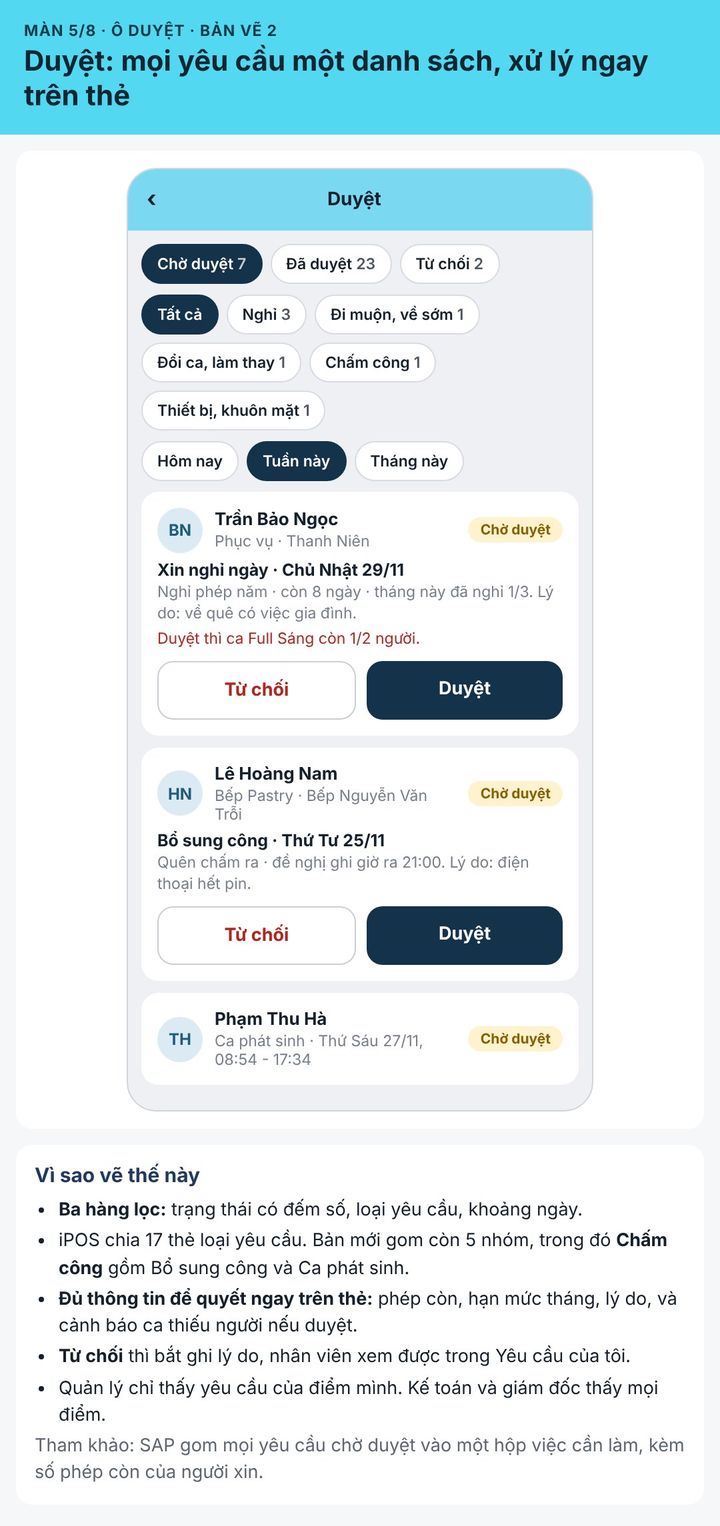 MÀN 5/8 · Ô DUYỆT · BẢN VẼ 2
Duyệt: mọi yêu cầu một danh sách, xử lý ngay
trên thẻ
‹ Duyệt
Chờ duyệt 7 Đã duyệt 23 Từ chối 2
Tất cả Nghỉ 3 Đi muộn, về sớm 1
Đổi ca, làm thay 1 Chấm công 1
Thiết bị, khuôn mặt 1
Hôm nay Tuần này Tháng này
BN Trần Bảo Ngọc Chờ duyệt
Phục vụ · Thanh Niên
Xin nghỉ ngày · Chủ Nhật 29/11
Nghỉ phép năm · còn 8 ngày · tháng này đã nghỉ 1/3. Lý
do: về quê có việc gia đình.
Duyệt thì ca Full Sáng còn 1/2 người.
Từ chối Duyệt
HN Lê Hoàng Nam Chờ duyệt
Bếp Pastry · Bếp Nguyễn Văn
Trỗi
Bổ sung công · Thứ Tư 25/11
Quên chấm ra · đề nghị ghi giờ ra 21:00. Lý do: điện
thoại hết pin.
Từ chối Duyệt
TH Phạm Thu Hà Chờ duyệt
Ca phát sinh · Thứ Sáu 27/11,
08:54 - 17:34
Vì sao vẽ thế này
• Ba hàng lọc: trạng thái có đếm số, loại yêu cầu, khoảng ngày.
• iPOS chia 17 thẻ loại yêu cầu. Bản mới gom còn 5 nhóm, trong đó Chấm
công gồm Bổ sung công và Ca phát sinh.
• Đủ thông tin để quyết ngay trên thẻ: phép còn, hạn mức tháng, lý do, và
cảnh báo ca thiếu người nếu duyệt.
• Từ chối thì bắt ghi lý do, nhân viên xem được trong Yêu cầu của tôi.
• Quản lý chỉ thấy yêu cầu của điểm mình. Kế toán và giám đốc thấy mọi
điểm.
Tham khảo: SAP gom mọi yêu cầu chờ duyệt vào một hộp việc cần làm, kèm
số phép còn của người xin.